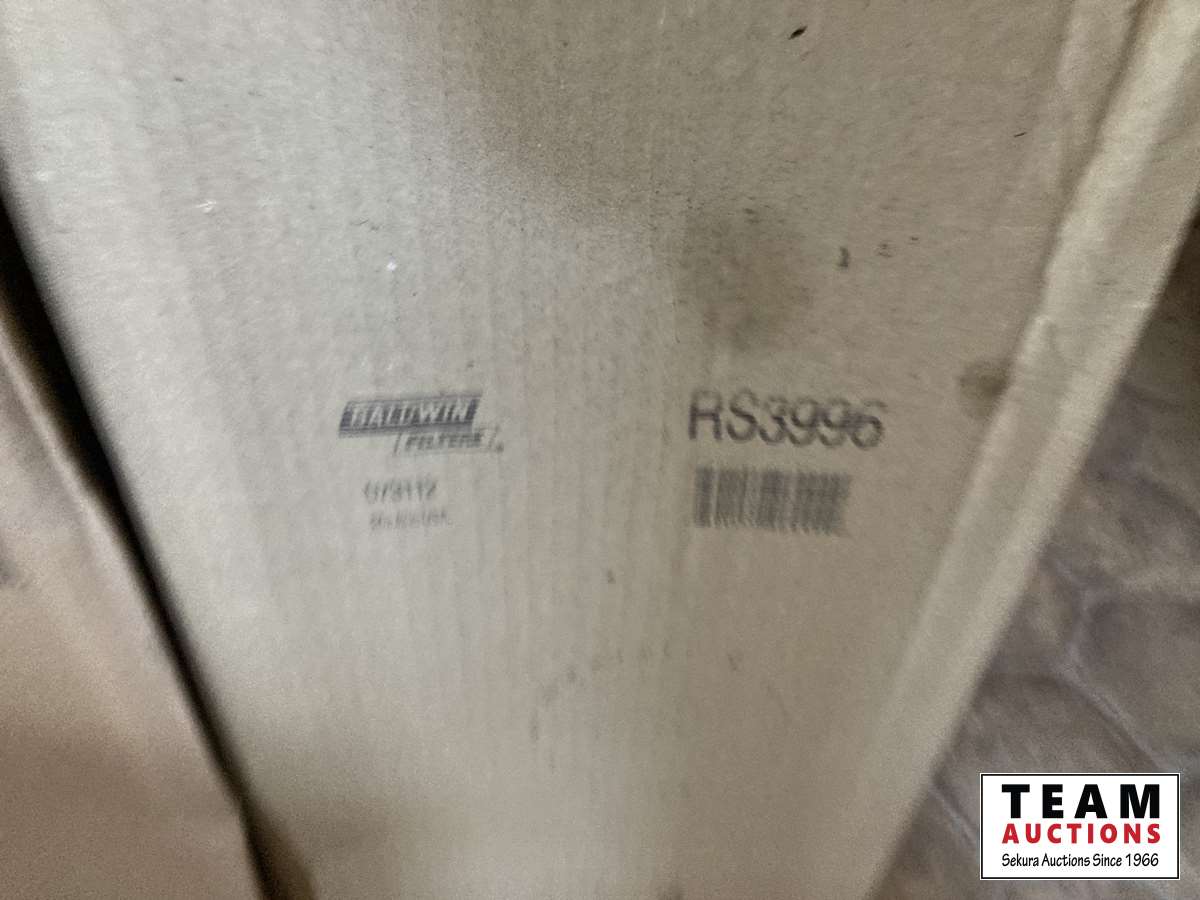 BALDWIN
FILTERS
RS3996
TEAM
AUCTIONS
Sekura Auctions Since 1966